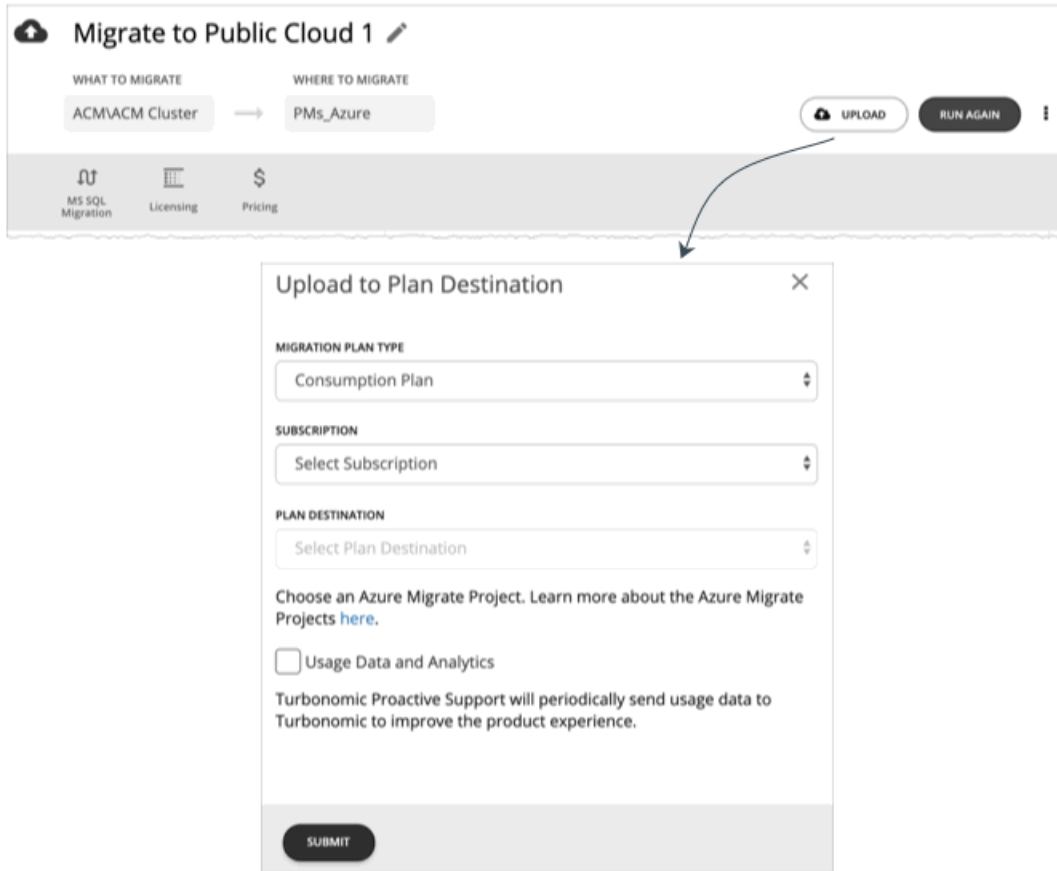 Migrate to Public Cloud 1
WHAT TO MIGRATE
WHERE TO MIGRATE
ACM\ACM Cluster
PMs_Azure
UPLOAD
RUN AGAIN
MS SQL
Migration
Licensing
Pricing
Upload to Plan Destination
MIGRATION PLAN TYPE
Consumption Plan
SUBSCRIPTION
Select Subscription
PLAN DESTINATION
Select Plan Destination
Choose an Azure Migrate Project. Learn more about the Azure Migrate
Projects here.
Usage Data and Analytics
Turbonomic Proactive Support will periodically send usage data to
Turbonomic to improve the product experience.
SUBMIT